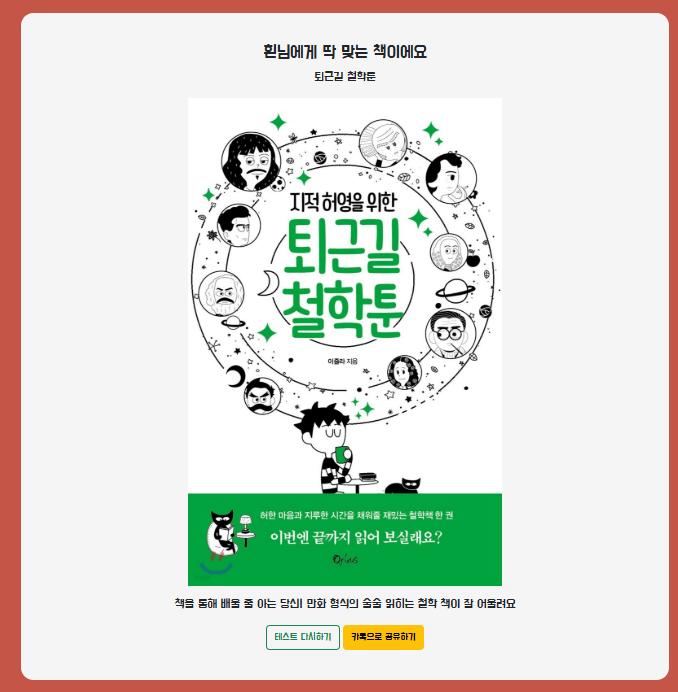 흰님에게 딱 맞는 책이에요
퇴근길 철학툰
지적 허영을 위한
퇴근길
철학툰
이즐라 지음
허한 마음과 지루한 시간을 채워줄 재밌는 철학책 한 권
이번엔 끝까지 읽어 보실래요?
책을 통해 배울 줄 아는 당신! 만화 형식의 술술 읽히는 철학 책이 잘 어울려요
테스트 다시하기
카톡으로 공유하기